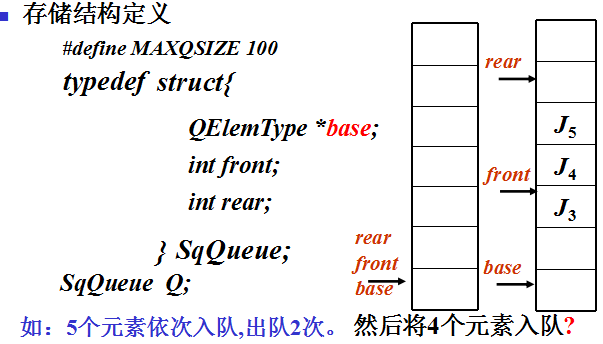 存储结构定义
#define MAXQSIZE 100
typedef struct{
QElemType *base;
int front;
int rear;
} SqQueue;
SqQueue Q;
rear
front
base
rear
front
base
J5
J4
J3
如：5个元素依次入队,出队2次。 然后将4个元素入队?